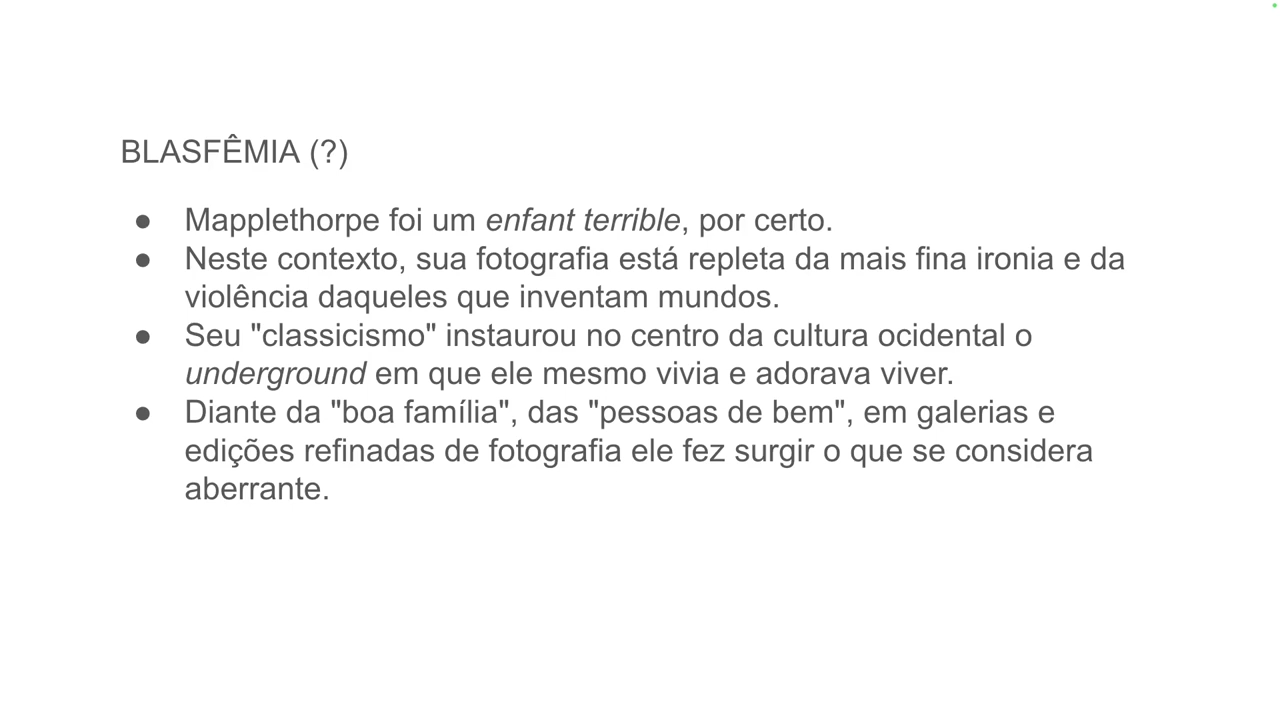 BLASFÊMIA (?)
● Mapplethorpe foi um enfant terrible, por certo.
● Neste contexto, sua fotografia está repleta da mais fina ironia e da
violência daqueles que inventam mundos.
● Seu "classicismo" instaurou no centro da cultura ocidental o
underground em que ele mesmo vivia e adorava viver.
● Diante da "boa família", das "pessoas de bem", em galerias e
edições refinadas de fotografia ele fez surgir o que se considera
aberrante.